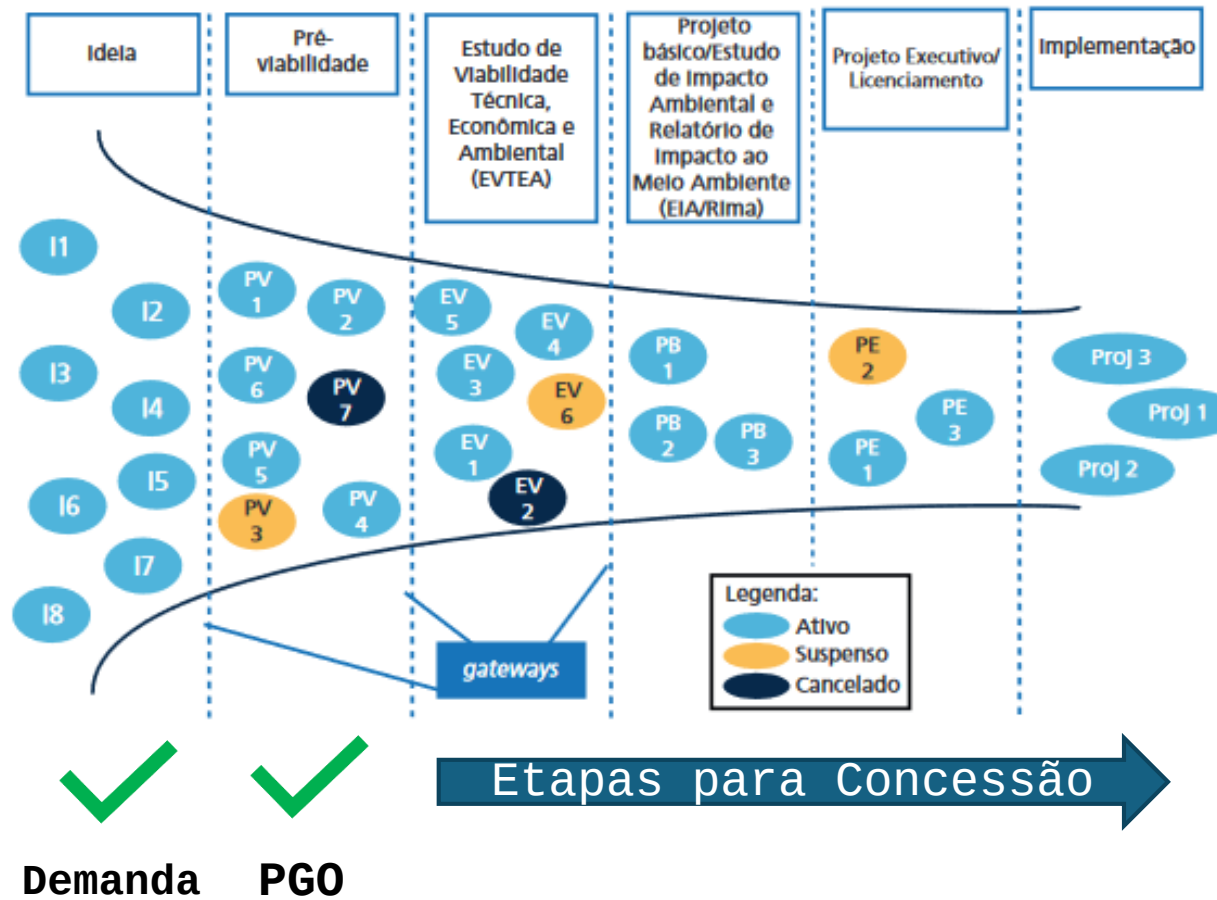 Ideia
Pré-
viabilidade
Estudo de
Viabilidade
Técnica,
Econômica e
Ambiental
(EVTEA)
Projeto
básico/Estudo
de Impacto
Ambiental e
Relatório de
Impacto ao
Meio Ambiente
(EIA/Rima)
Projeto Executivo/
Licenciamento
Implementação
I1
I2
I3
I4
I5
I6
I7
I8
PV
1
PV
2
PV
6
PV
7
PV
5
PV
3
PV
4
EV
5
EV
4
EV
3
EV
6
EV
1
EV
2
PB
1
PB
2
PB
3
PE
2
PE
3
PE
1
Proj 3
Proj 1
Proj 2
gateways
Legenda:
Ativo
Suspenso
Cancelado
Etapas para Concessão
Demanda
PGO